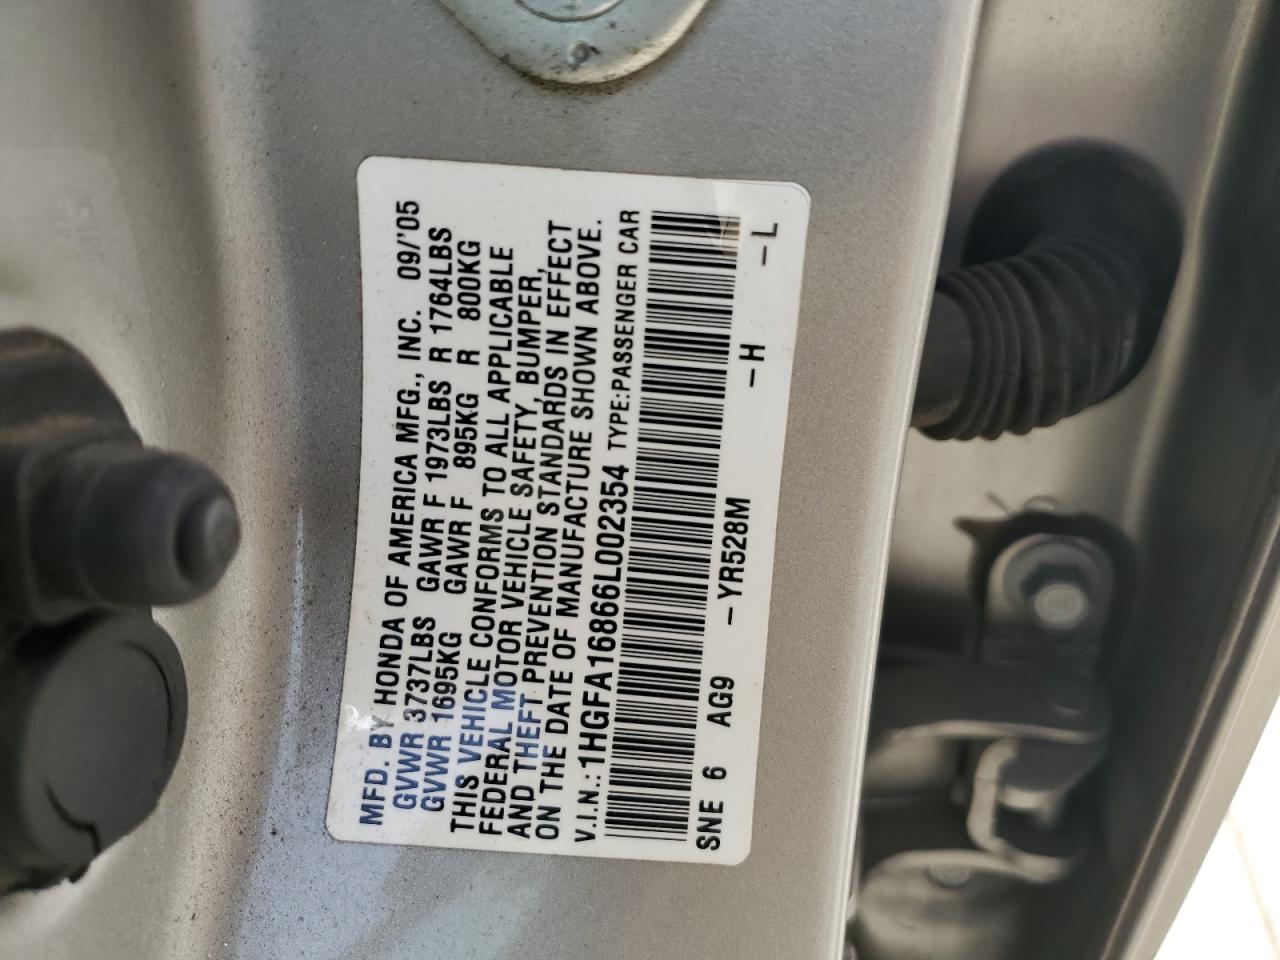 MFD. BY HONDA OF AMERICA MFG., INC. 09/'05
GVWR 3737LBS GAWR F 1973LBS R 1764LBS
GVWR 1695KG GAWR F 895KG R 800KG
THIS VEHICLE CONFORMS TO ALL APPLICABLE
FEDERAL MOTOR VEHICLE SAFETY, BUMPER,
AND THEFT PREVENTION STANDARDS IN EFFECT
ON THE DATE OF MANUFACTURE SHOWN ABOVE.
V.I.N.: 1HGFA16866L002354 TYPE:PASSENGER CAR
SNE 6 AG9 -YR528M -H -L